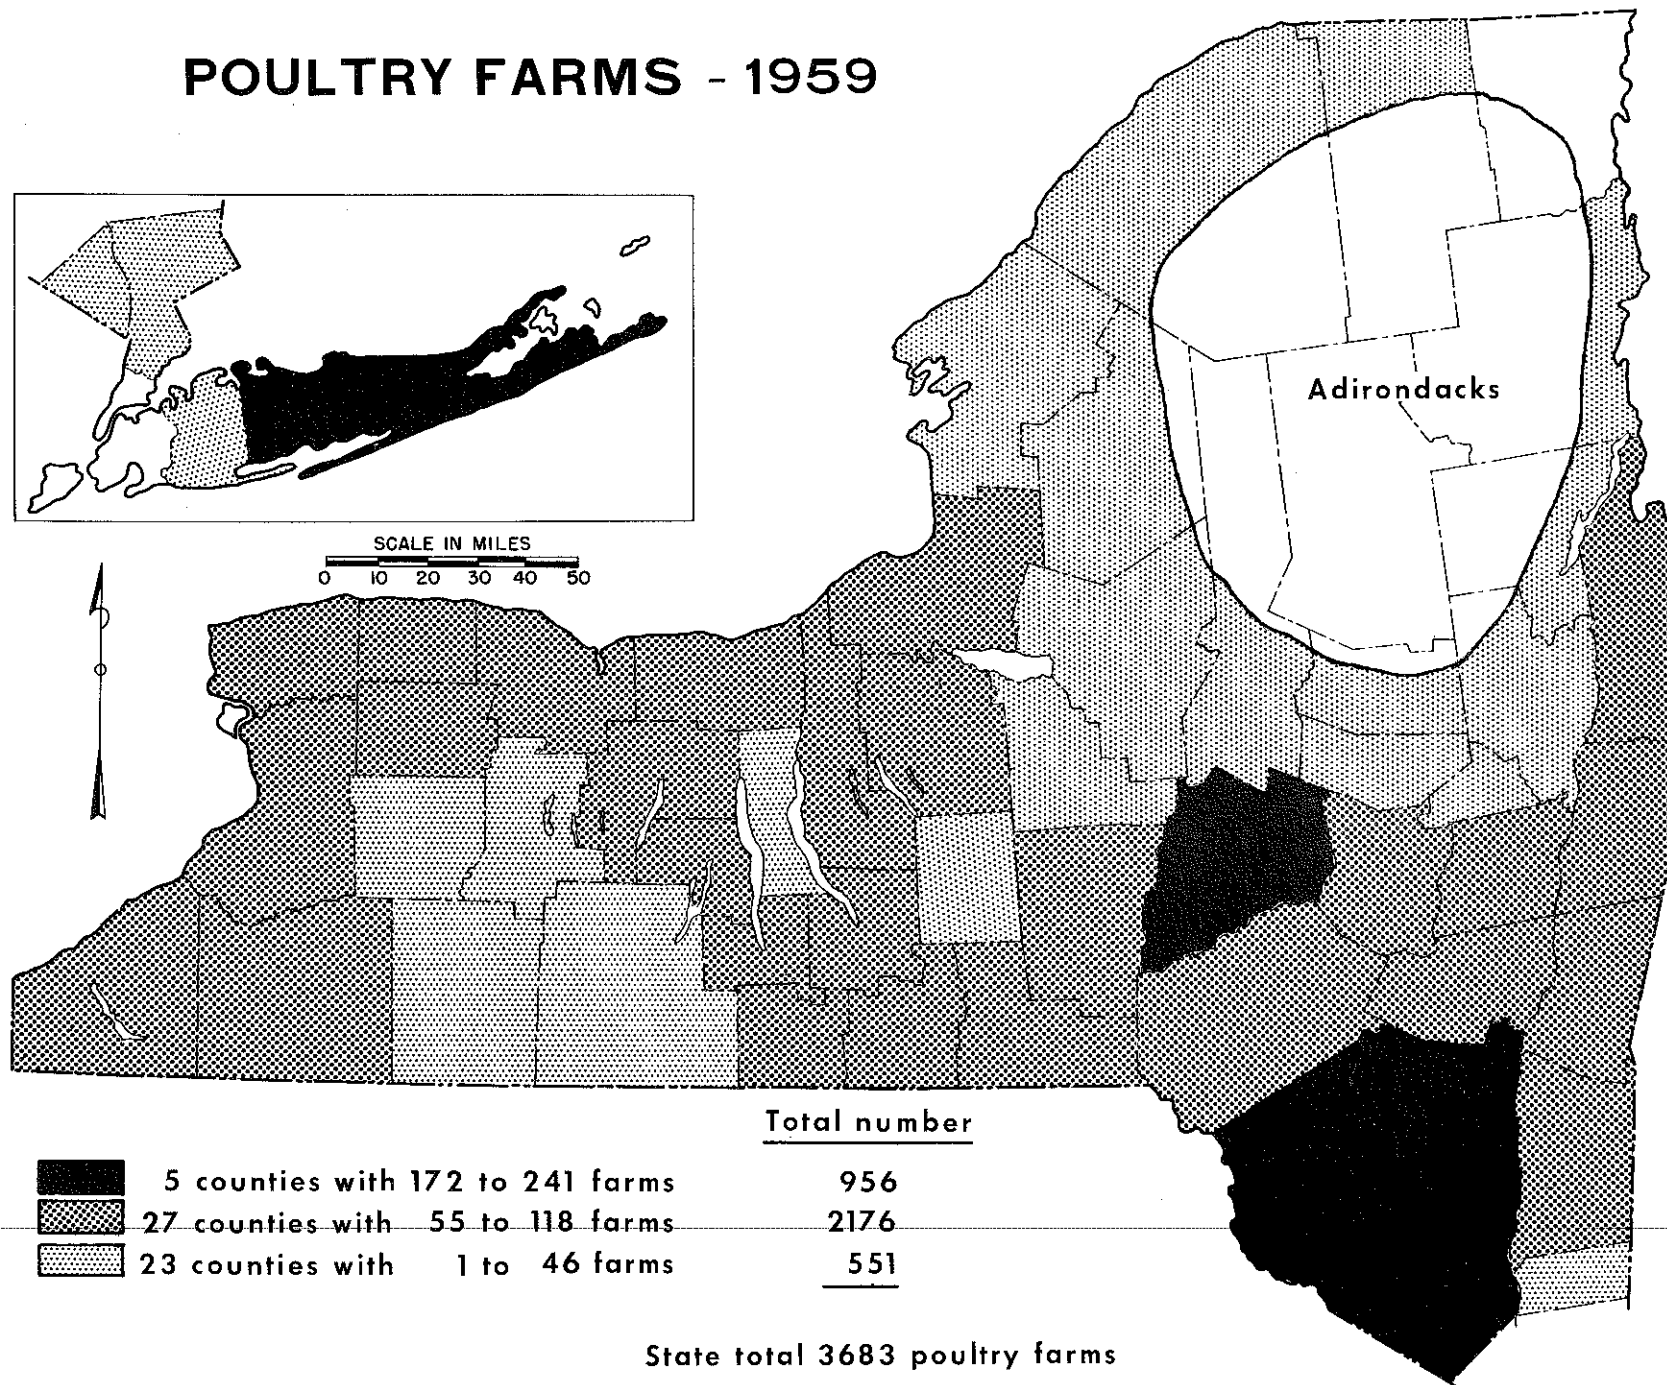 POULTRY FARMS - 1959
Adirondacks
SCALE IN MILES
0 10 20 30 40 50
Total number
5 counties with 172 to 241 farms 956
27 counties with 55 to 118 farms 2176
23 counties with 1 to 46 farms 551
State total 3683 poultry farms